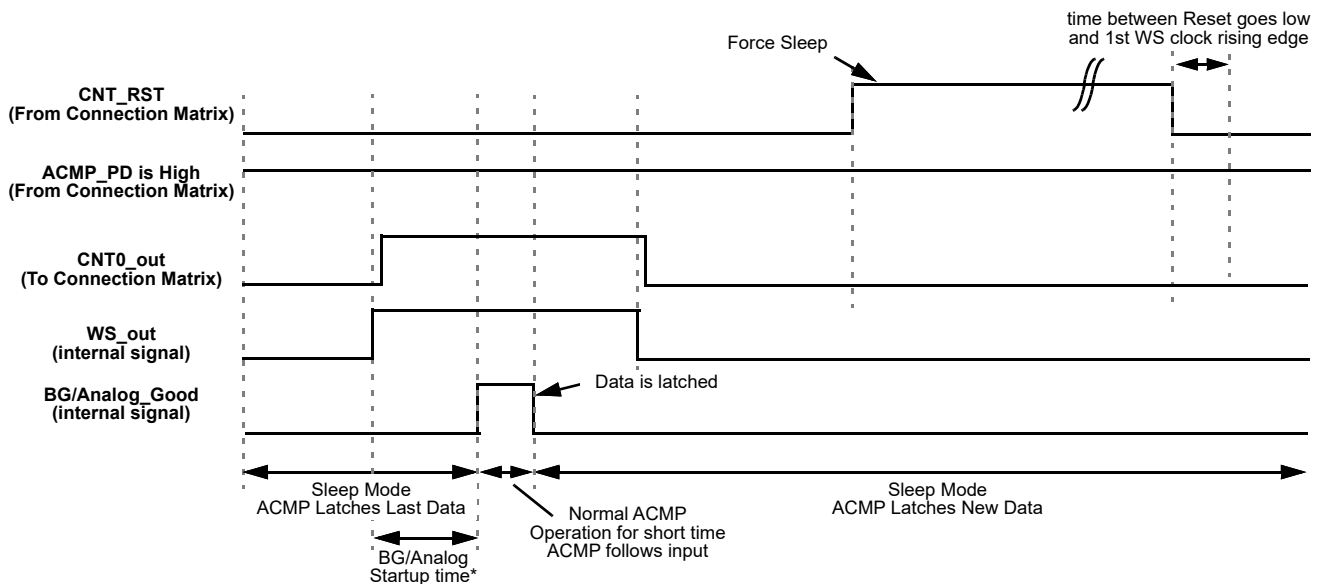 time between Reset goes low
and 1st WS clock rising edge
Force Sleep
CNT_RST
(From Connection Matrix)
ACMP_PD is High
(From Connection Matrix)
CNT0_out
(To Connection Matrix)
WS_out
(internal signal)
BG/Analog_Good
(internal signal)
Data is latched
Sleep Mode
ACMP Latches Last Data
Normal ACMP
Operation for short time
ACMP follows input
Sleep Mode
ACMP Latches New Data
BG/Analog
Startup time*